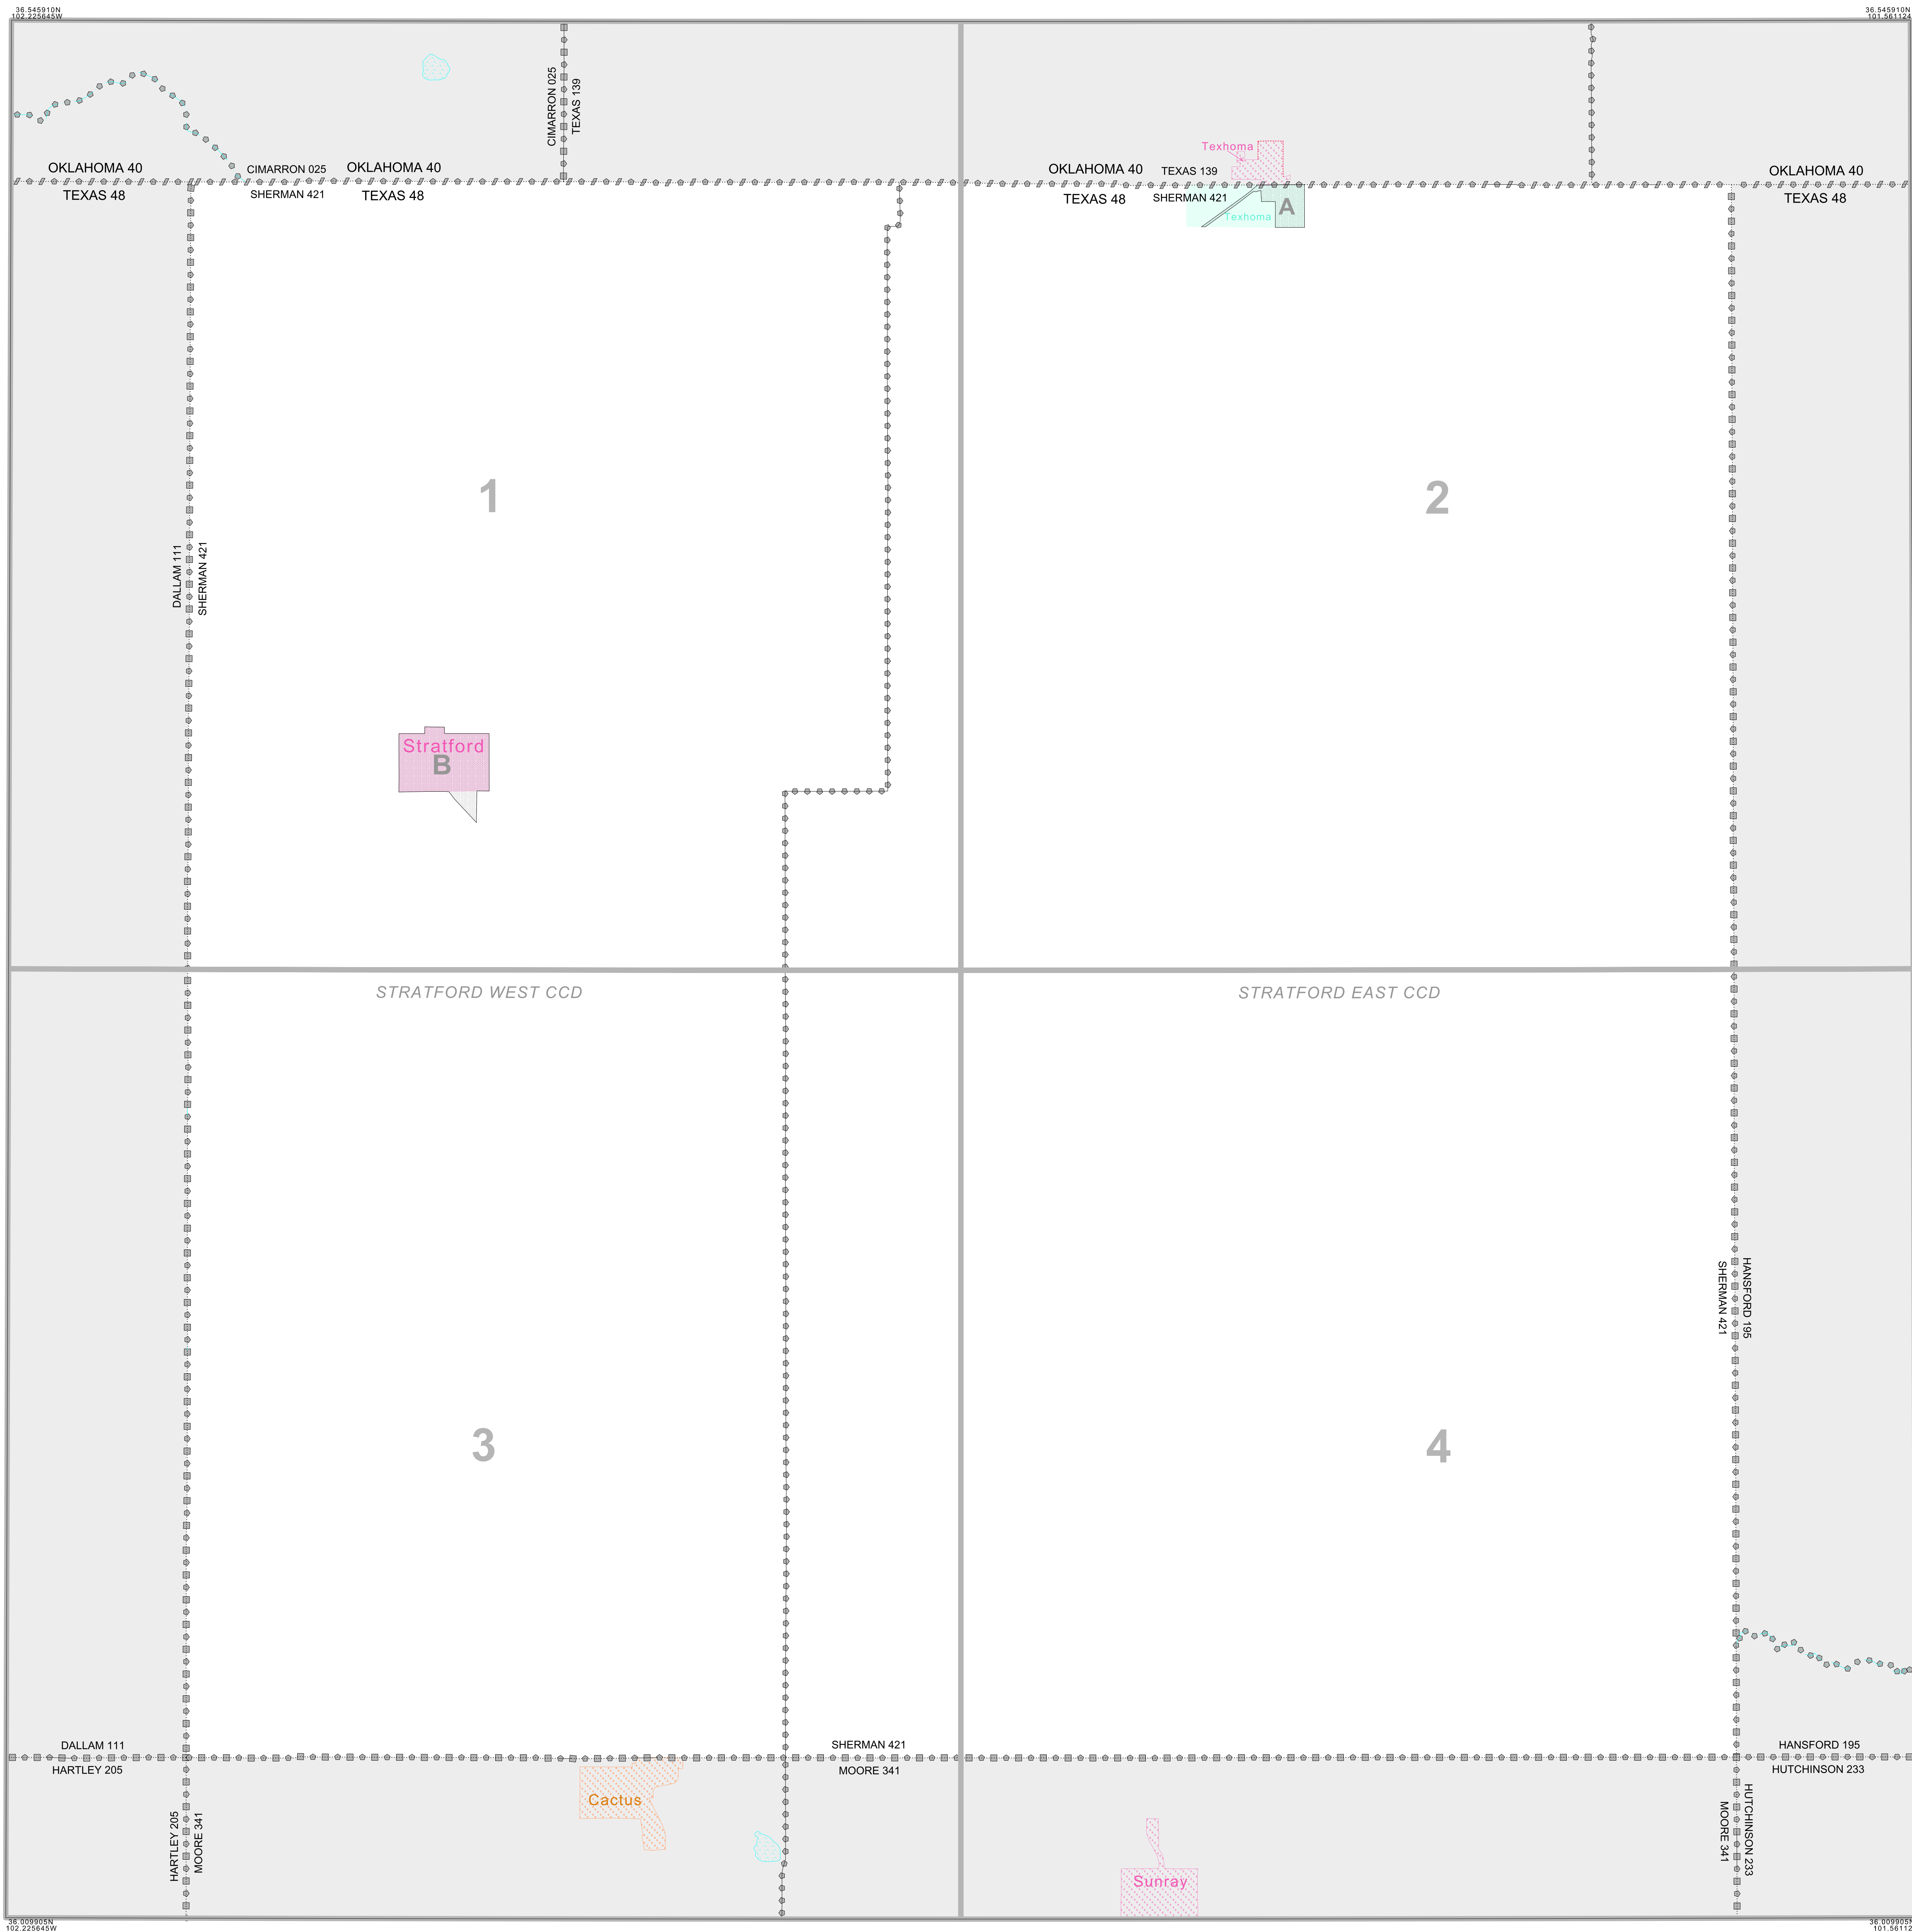 36.545910N
102.225645W
36.545910N
101.561124
CIMARRON 025
TEXAS 139
Texhoma
OKLAHOMA 40
CIMARRON 025
OKLAHOMA 40
OKLAHOMA 40
TEXAS 139
OKLAHOMA 40
TEXAS 48
SHERMAN 421
TEXAS 48
TEXAS 48
SHERMAN 421
TEXAS 48
A
Texhoma
1
2
DALLAM 111
SHERMAN 421
Stratford
B
STRATFORD WEST CCD
STRATFORD EAST CCD
SHERMAN 421
HANSFORD 195
3
4
DALLAM 111
SHERMAN 421
HANSFORD 195
HARTLEY 205
MOORE 341
HUTCHINSON 233
Cactus
HARTLEY 205
MOORE 341
MOORE 341
HUTCHINSON 233
Sunray
36.009905N
102.225645W
36.009905N
101.56112